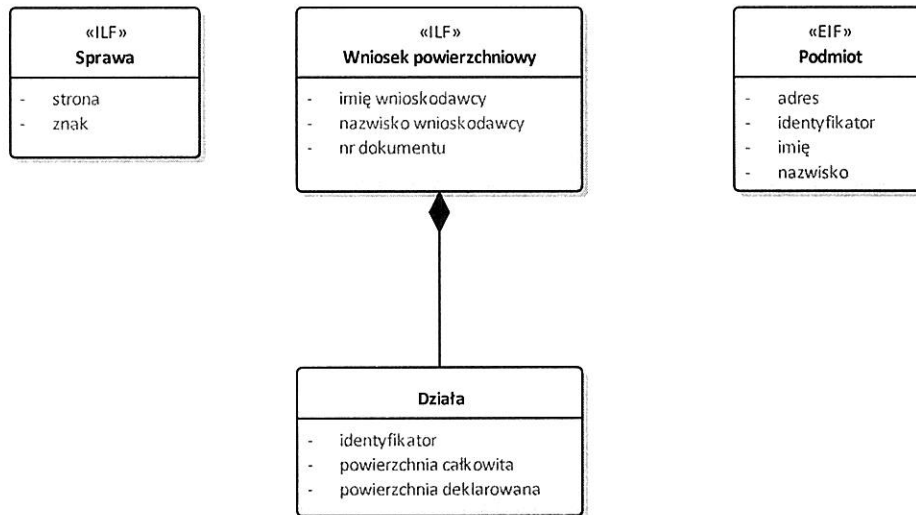 «ILF»
Sprawa
- strona
- znak
«ILF»
Wniosek powierzchniowy
- imię wnioskodawcy
- nazwisko wnioskodawcy
- nr dokumentu
«EIF»
Podmiot
- adres
- identyfikator
- imię
- nazwisko
Działa
- identyfikator
- powierzchnia całkowita
- powierzchnia deklarowana